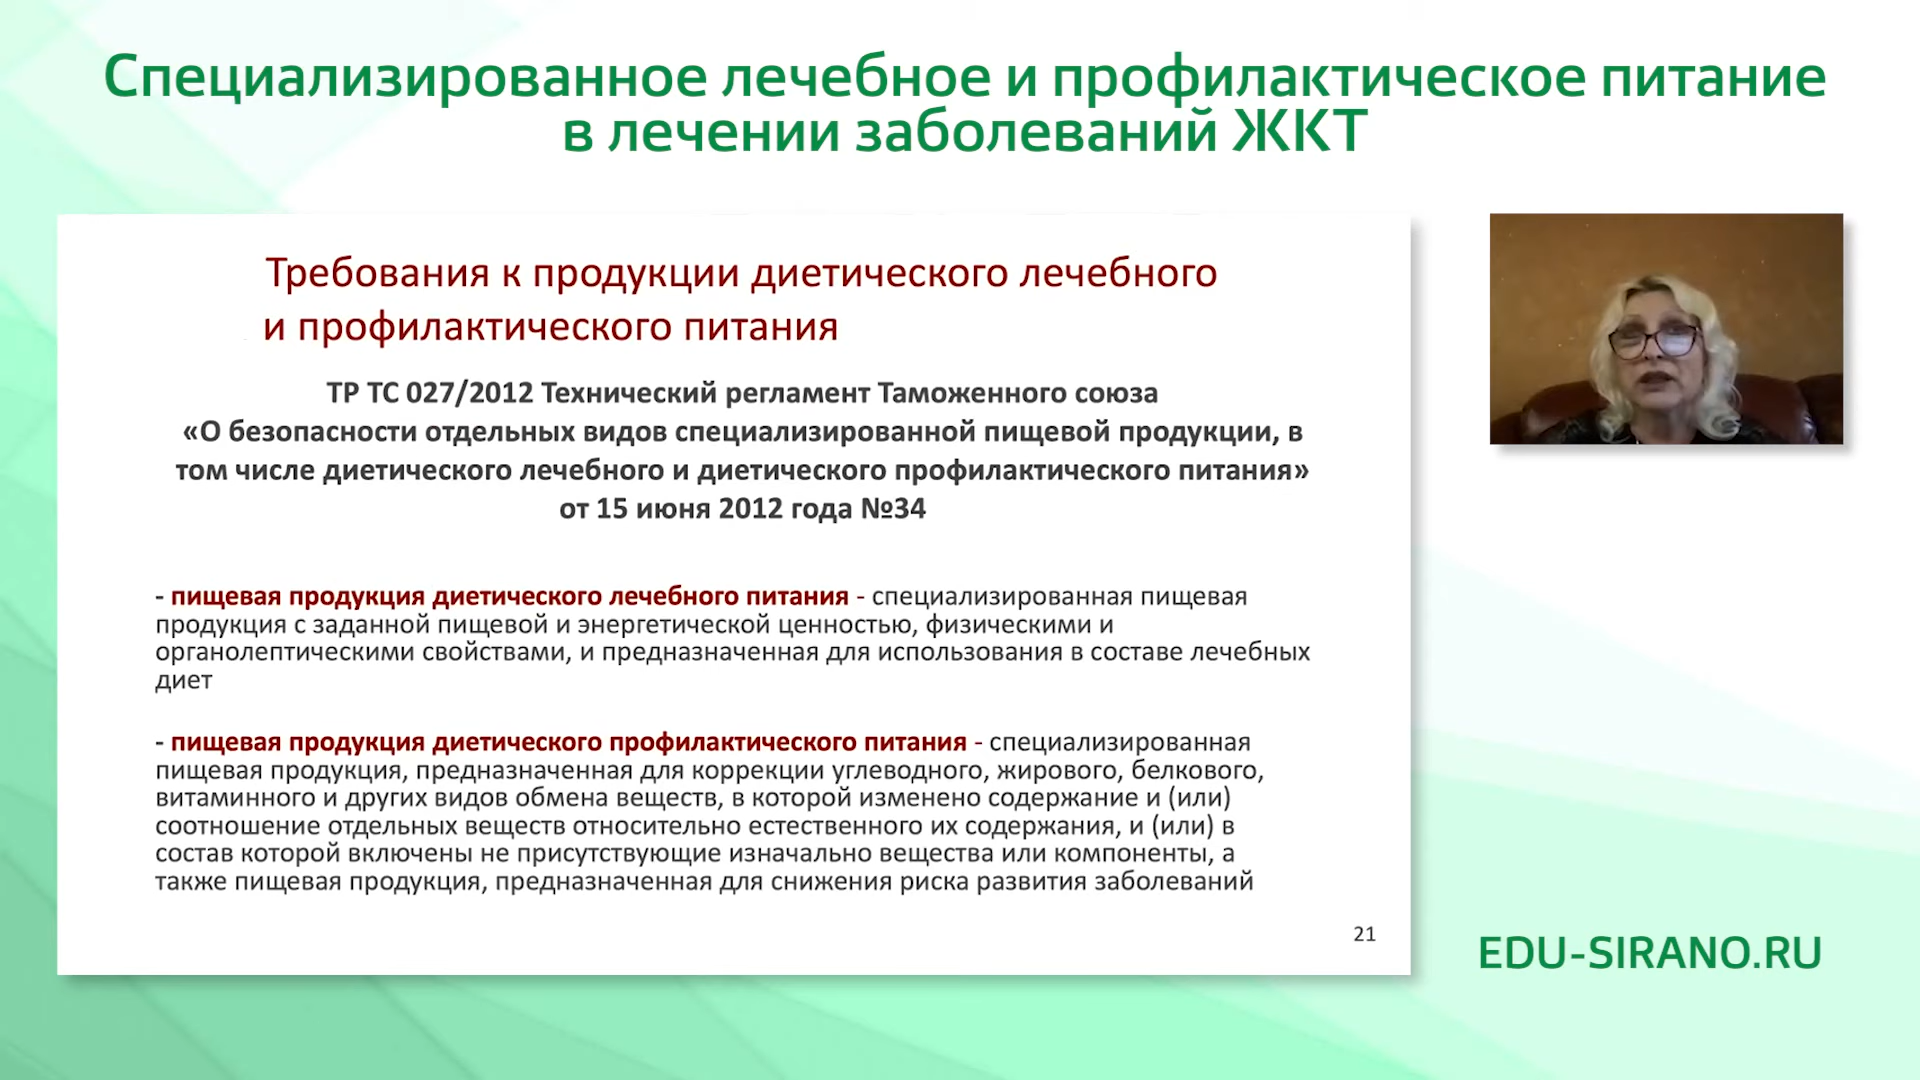 Специализированное лечебное и профилактическое питание
в лечении заболеваний ЖКТ
Требования к продукции диетического лечебного
и профилактического питания
ТР ТС 027/2012 Технический регламент Таможенного союза
«О безопасности отдельных видов специализированной пищевой продукции, в
том числе диетического лечебного и диетического профилактического питания»
от 15 июня 2012 года №34
- пищевая продукция диетического лечебного питания - специализированная пищевая
продукция с заданной пищевой и энергетической ценностью, физическими и
органолептическими свойствами, и предназначенная для использования в составе лечебных
диет
- пищевая продукция диетического профилактического питания - специализированная
пищевая продукция, предназначенная для коррекции углеводного, жирового, белкового,
витаминного и других видов обмена веществ, в которой изменено содержание и (или)
соотношение отдельных веществ относительно естественного их содержания, и (или) в
состав которой включены не присутствующие изначально вещества или компоненты, а
также пищевая продукция, предназначенная для снижения риска развития заболеваний
21
EDU-SIRANO.RU